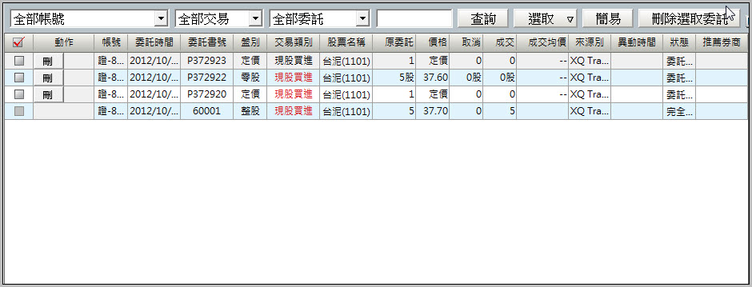 全部帳號 全部交易 全部委託 查詢 選取 簡易 刪除選取委託
動作 帳號 委託時間 委託書號 盤別 交易類別 股票名稱 原委託 價格 取消 成交 成交均價 來源別 異動時間 狀態 推薦券商
刪 證-8... 2012/10/... P372923 定價 現股買進 台泥(1101) 1 定價 0 0 -- XQ Tra... 委託...
刪 證-8... 2012/10/... P372922 零股 現股買進 台泥(1101) 5股 37.60 0股 0股 -- XQ Tra... 委託...
刪 證-8... 2012/10/... P372920 定價 現股買進 台泥(1101) 1 定價 0 0 -- XQ Tra... 委託...
證-8... 2012/10/... 60001 整股 現股買進 台泥(1101) 5 37.70 0 5 -- XQ Tra... 完全...